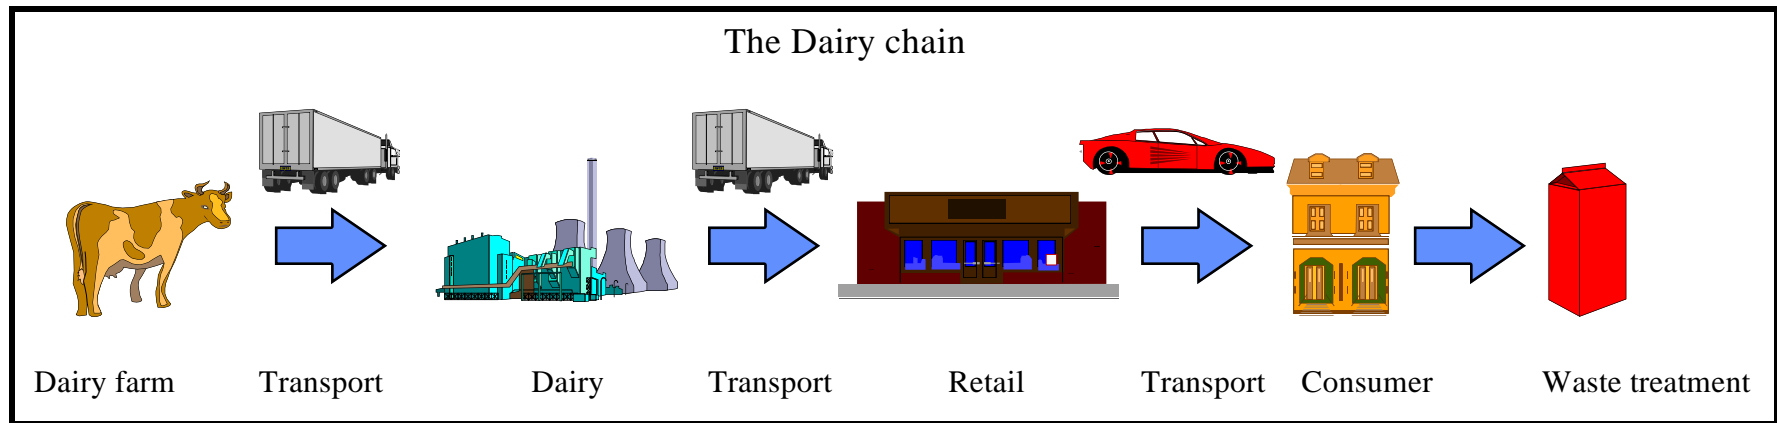 The Dairy chain
Dairy farm Transport Dairy Transport Retail Transport Consumer Waste treatment